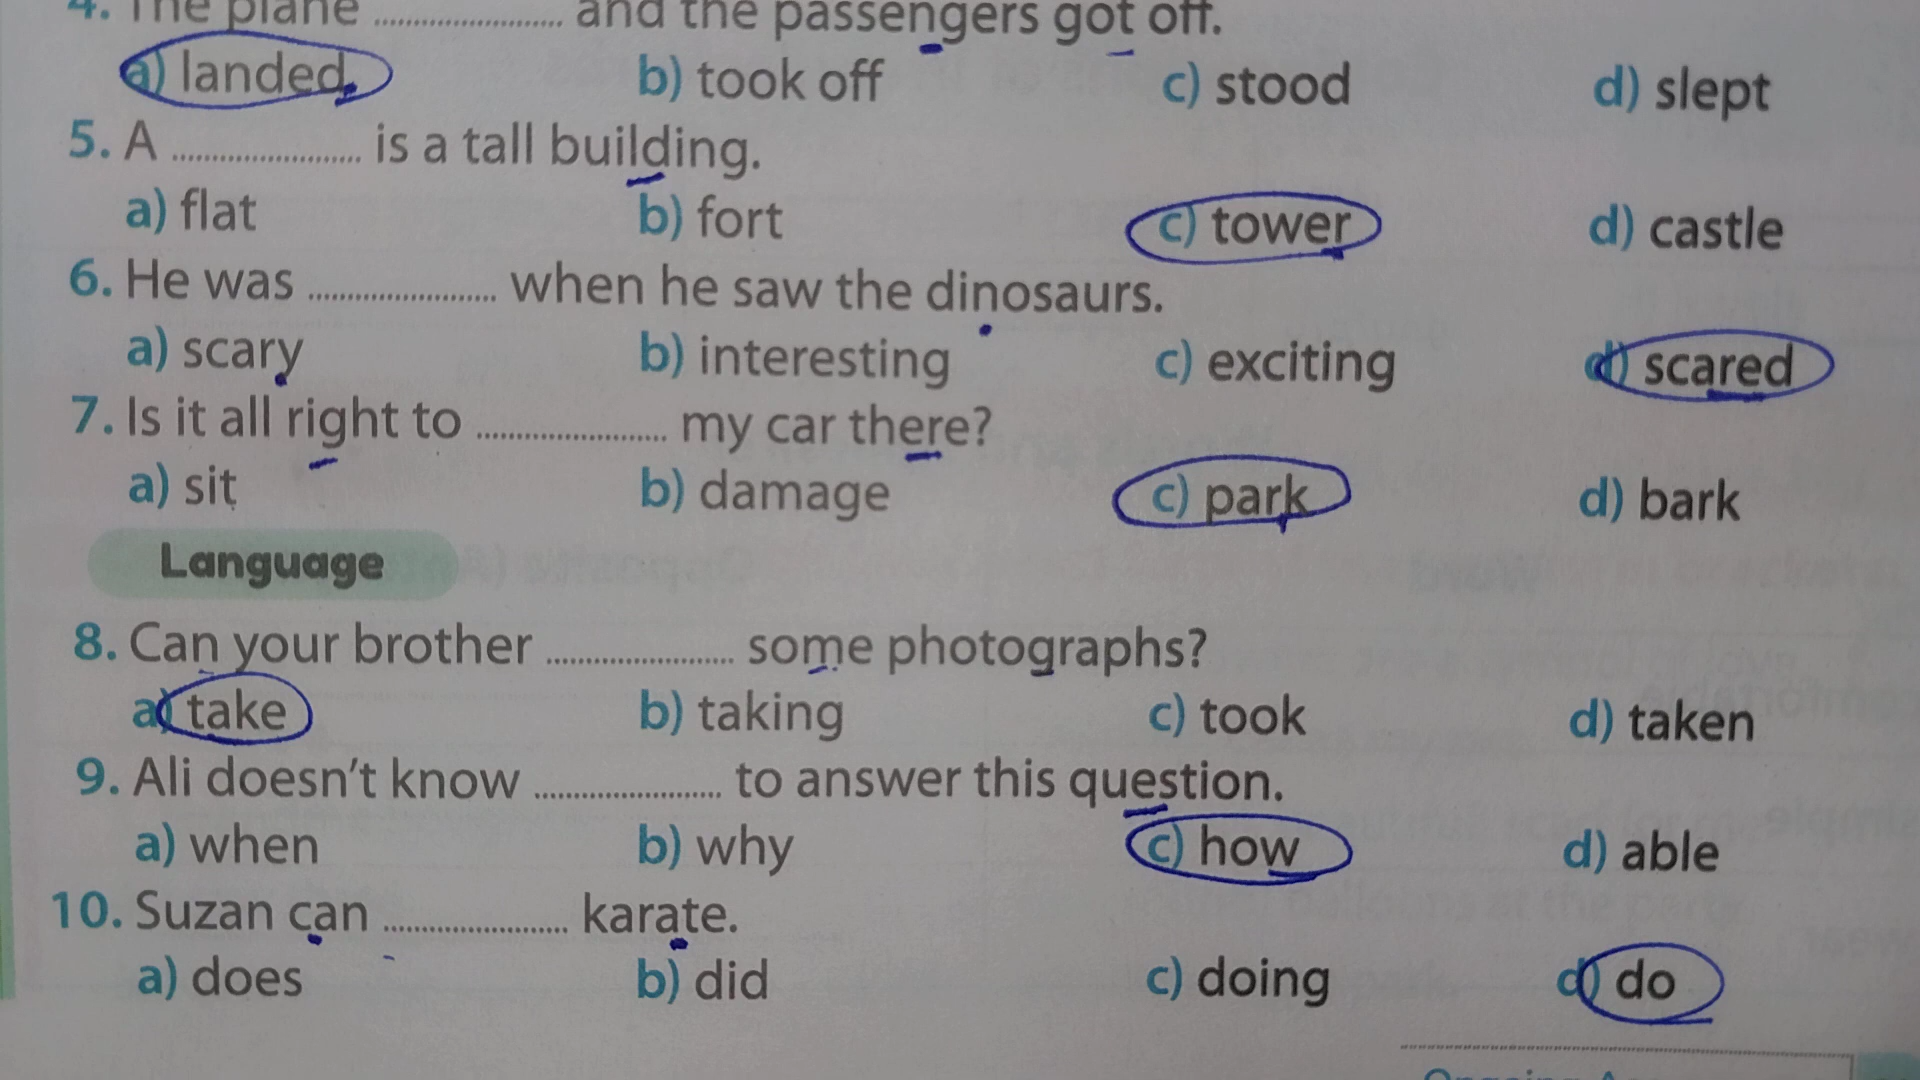 4. The plane ........................ and the passengers got off.
a) landed b) took off c) stood d) slept
5. A ........................ is a tall building.
a) flat b) fort c) tower d) castle
6. He was ........................ when he saw the dinosaurs.
a) scary b) interesting c) exciting d) scared
7. Is it all right to ........................ my car there?
a) sit b) damage c) park d) bark
Language
8. Can your brother ........................ some photographs?
a) take b) taking c) took d) taken
9. Ali doesn't know ........................ to answer this question.
a) when b) why c) how d) able
10. Suzan can ........................ karate.
a) does b) did c) doing d) do